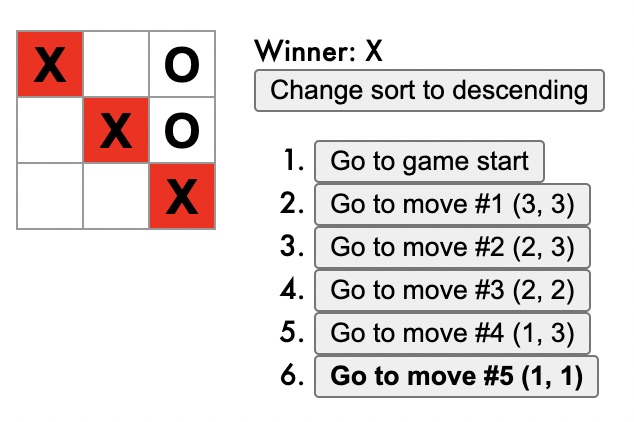 X O
X O
X
Winner: X
Change sort to descending
1. Go to game start
2. Go to move #1 (3, 3)
3. Go to move #2 (2, 3)
4. Go to move #3 (2, 2)
5. Go to move #4 (1, 3)
6. Go to move #5 (1, 1)